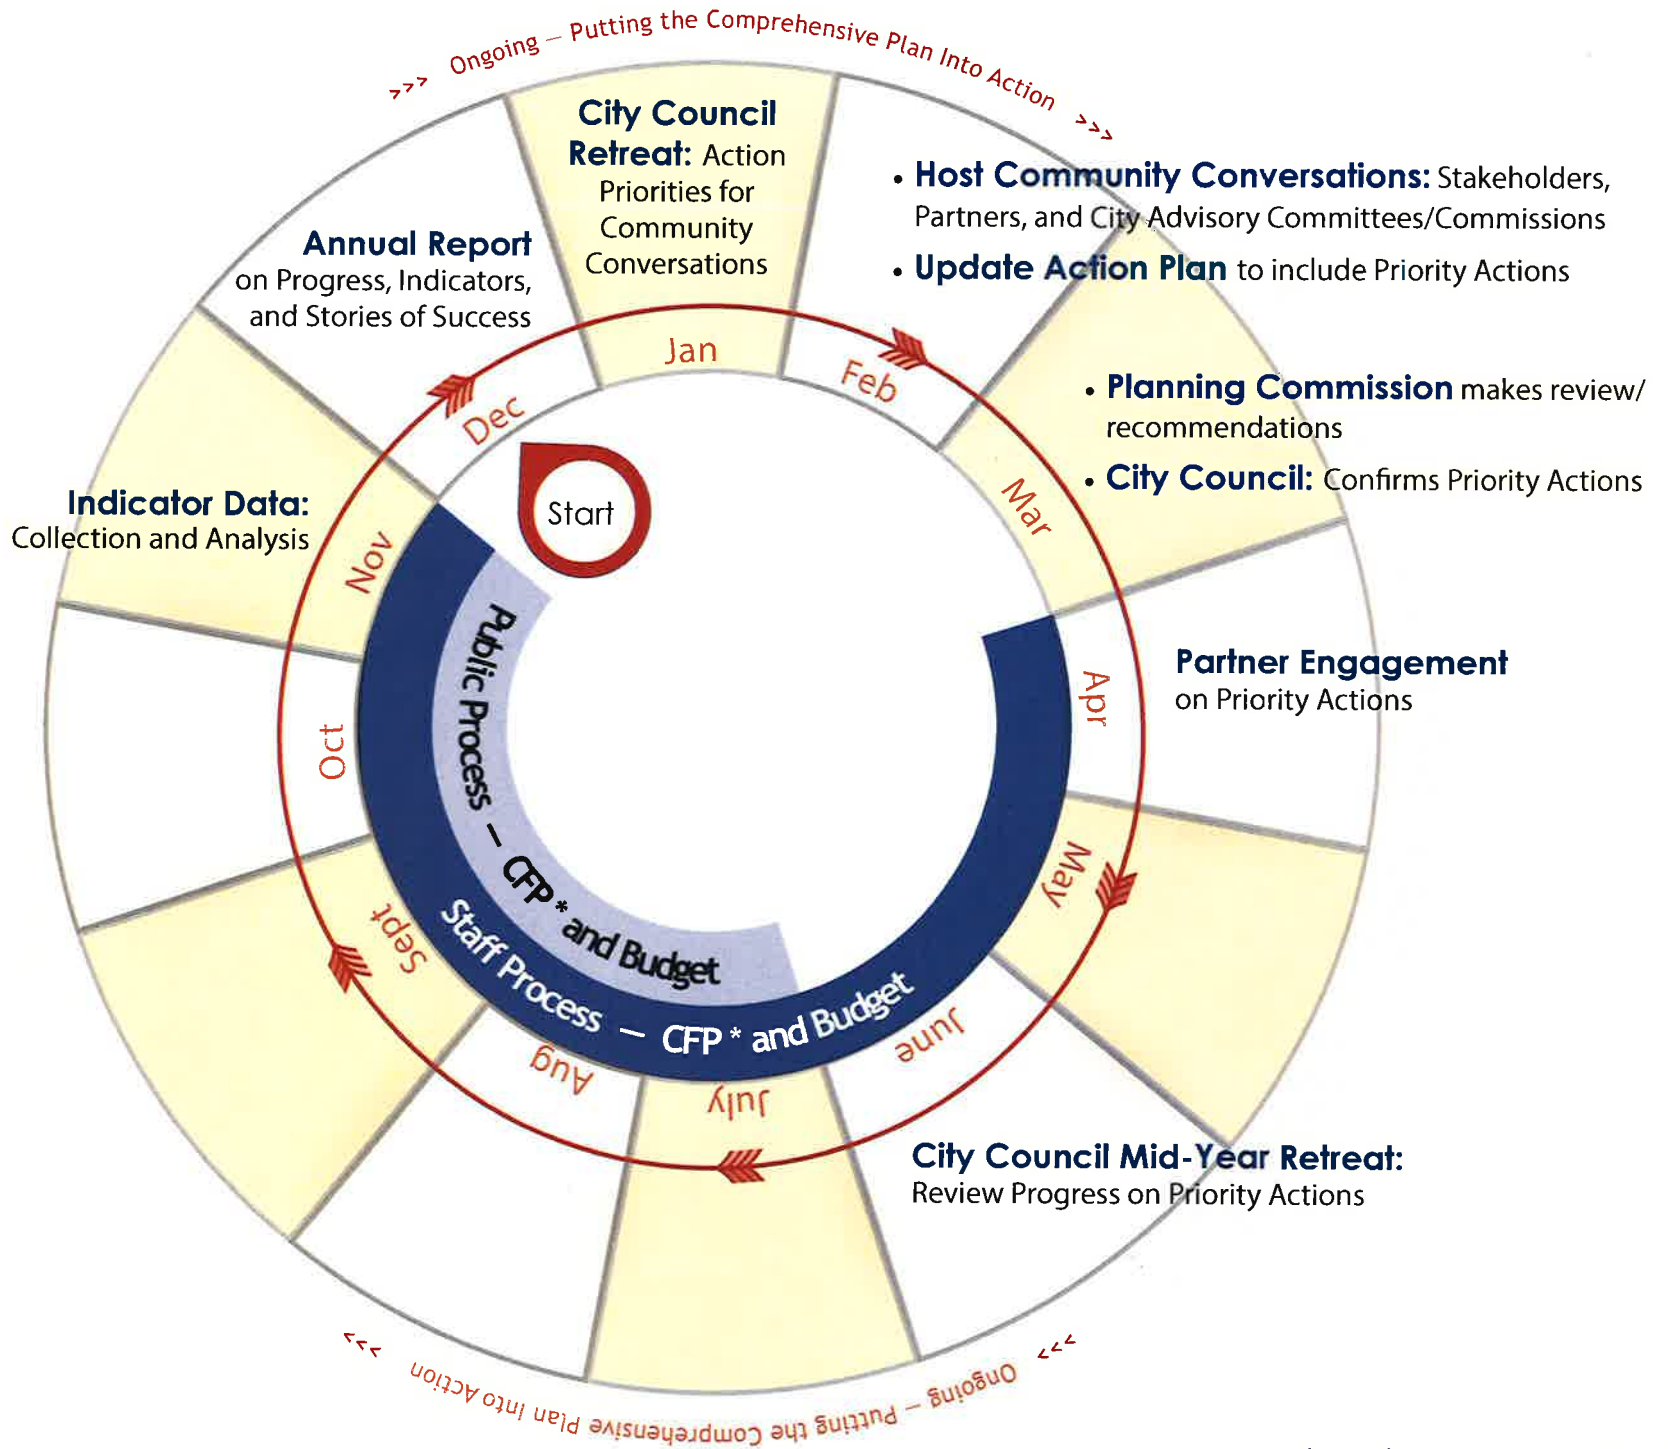 >>> Ongoing — Putting the Comprehensive Plan Into Action >>>
City Council
Retreat: Action
Priorities for
Community
Conversations
• Host Community Conversations: Stakeholders,
Partners, and City Advisory Committees/Commissions
• Update Action Plan to include Priority Actions
Annual Report
on Progress, Indicators,
and Stories of Success
• Planning Commission makes review/
recommendations
• City Council: Confirms Priority Actions
Indicator Data:
Collection and Analysis
Partner Engagement
on Priority Actions
City Council Mid-Year Retreat:
Review Progress on Priority Actions
Jan
Feb
Mar
Apr
May
June
July
Aug
Sept
Oct
Nov
Dec
Start
Public Process — CFP* and Budget
Staff Process — CFP* and Budget
>>> Ongoing — Putting the Comprehensive Plan Into Action >>>